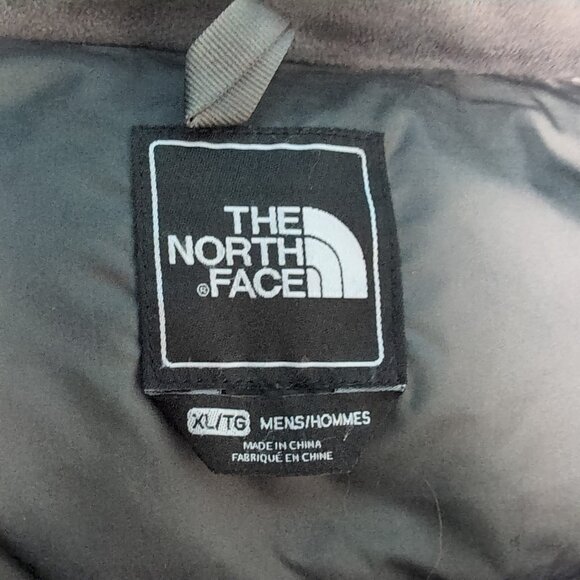 THE
NORTH
® FACE
XL/TG MENS/HOMMES
MADE IN CHINA
FABRIQUÉ EN CHINE